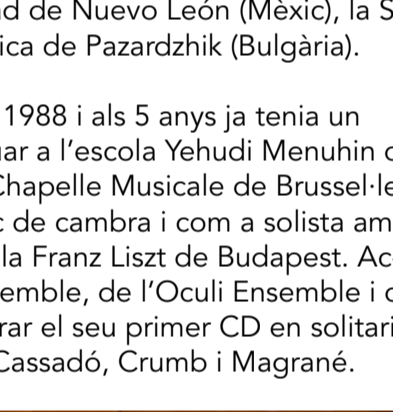 d de Nuevo León (Mèxic), la S
ica de Pazardzhik (Bulgària).
1988 i als 5 anys ja tenia un
ar a l’escola Yehudi Menuhin
Chapelle Musicale de Brussel·le
de cambra i com a solista am
la Franz Liszt de Budapest. Ac
emble, de l’Oculi Ensemble i
rar el seu primer CD en solitari
Cassadó, Crumb i Magrané.